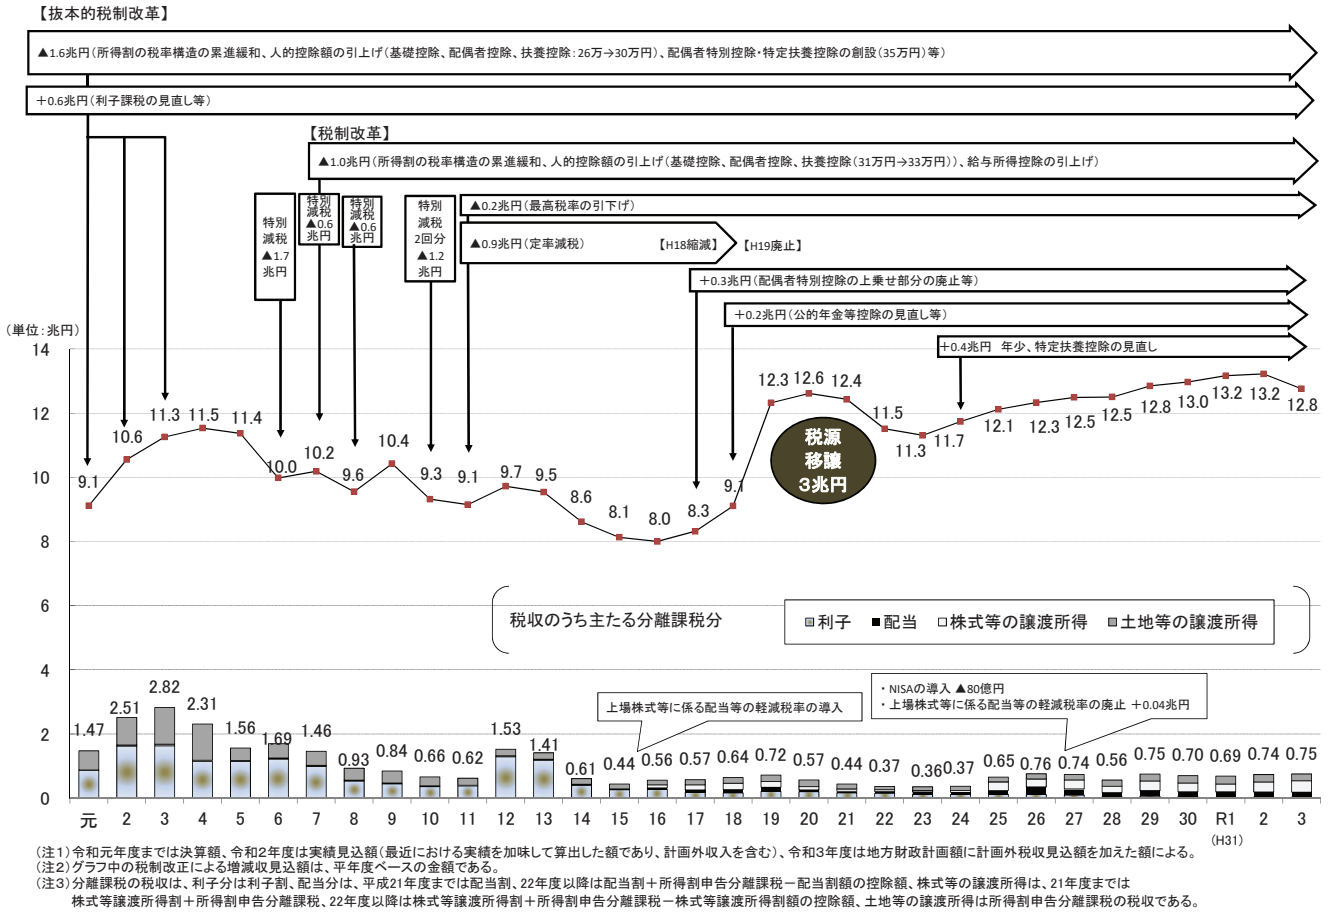 【抜本的税制改革】
▲1.6兆円（所得割の税率構造の累進緩和、人的控除額の引上げ（基礎控除、配偶者控除、扶養控除：26万→30万円）、配偶者特別控除・特定扶養控除の創設（35万円）等）
＋0.6兆円（利子課税の見直し等）
【税制改革】
▲1.0兆円（所得割の税率構造の累進緩和、人的控除額の引上げ（基礎控除、配偶者控除、扶養控除（31万円→33万円））、給与所得控除の引上げ）
特別
減税
▲1.7
兆円
特別
減税
▲0.6
兆円
特別
減税
▲0.6
兆円
特別
減税
2回分
▲1.2
兆円
▲0.2兆円（最高税率の引下げ）
▲0.9兆円（定率減税） 【H18縮減】 【H19廃止】
＋0.3兆円（配偶者特別控除の上乗せ部分の廃止等）
＋0.2兆円（公的年金等控除の見直し等）
＋0.4兆円 年少、特定扶養控除の見直し
（単位：兆円）
14
12
10
8
6
4
2
0
9.1 10.6 11.3 11.5 11.4 10.0 10.2 9.6 10.4 9.3 9.1 9.7 9.5 8.6 8.1 8.0 8.3 9.1 12.3 12.6 12.4 11.5 11.3 11.7 12.1 12.3 12.5 12.5 12.8 13.0 13.2 13.2 12.8
税源
移譲
３兆円
税収のうち主たる分離課税分
利子 配当 株式等の譲渡所得 土地等の譲渡所得
上場株式等に係る配当等の軽減税率の導入
・NISAの導入 ▲80億円
・上場株式等に係る配当等の軽減税率の廃止 ＋0.04兆円
1.47 2.51 2.82 2.31 1.56 1.69 1.46 0.93 0.84 0.66 0.62 1.53 1.41 0.61 0.44 0.56 0.57 0.64 0.72 0.57 0.44 0.37 0.36 0.37 0.65 0.76 0.74 0.56 0.75 0.70 0.69 0.74 0.75
元 2 3 4 5 6 7 8 9 10 11 12 13 14 15 16 17 18 19 20 21 22 23 24 25 26 27 28 29 30 R1 2 3
(H31)
（注１）令和元年度までは決算額、令和２年度は実績見込額（最近における実績を加味して算出した額であり、計画外収入を含む）、令和３年度は地方財政計画額に計画外税収見込額を加えた額による。
（注２）グラフ中の税制改正による増減収見込額は、平年度ベースの金額である。
（注３）分離課税の税収は、利子分は利子割、配当分は、平成21年度までは配当割、22年度以降は配当割＋所得割申告分離課税－配当割額の控除額、株式等の譲渡所得は、21年度までは
株式等譲渡所得割＋所得割申告分離課税、22年度以降は株式等譲渡所得割＋所得割申告分離課税－株式等譲渡所得割額の控除額、土地等の譲渡所得は所得割申告分離課税の税収である。